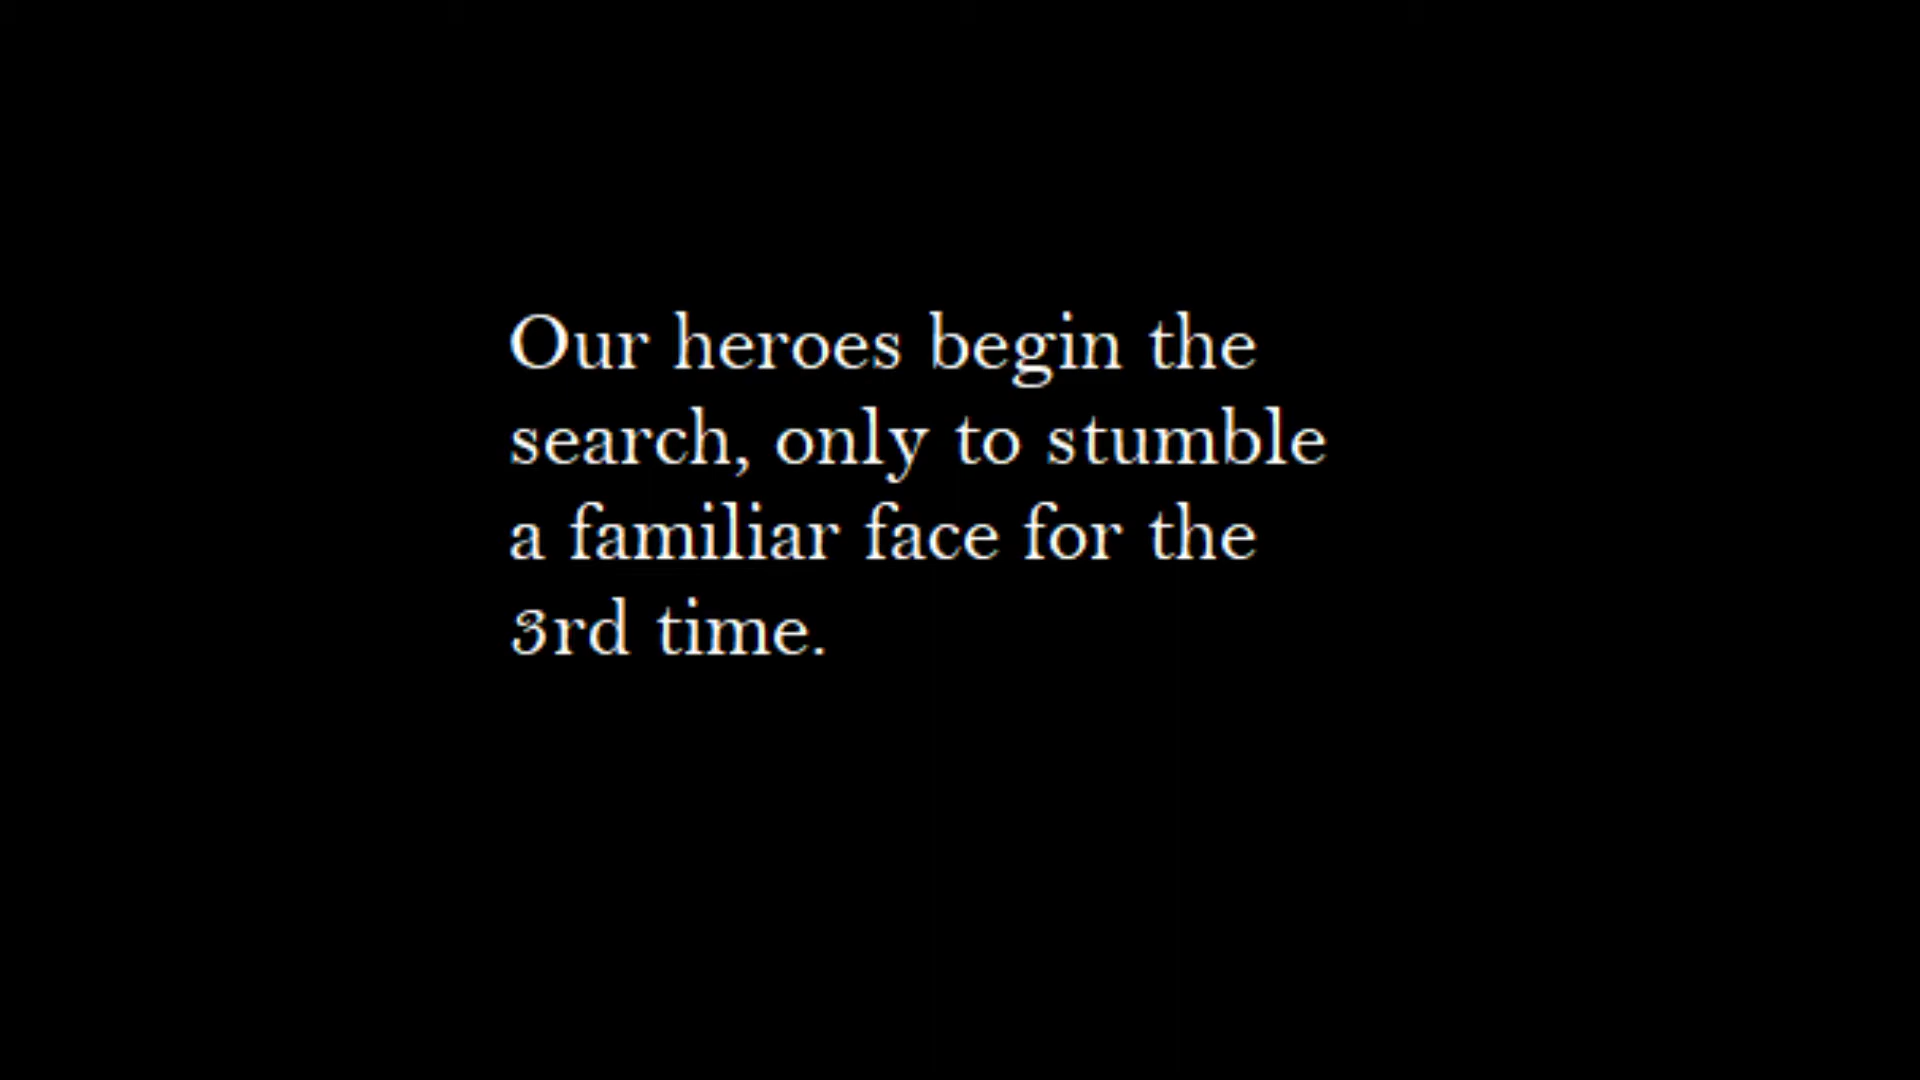 Our heroes begin the
search, only to stumble
a familiar face for the
3rd time.